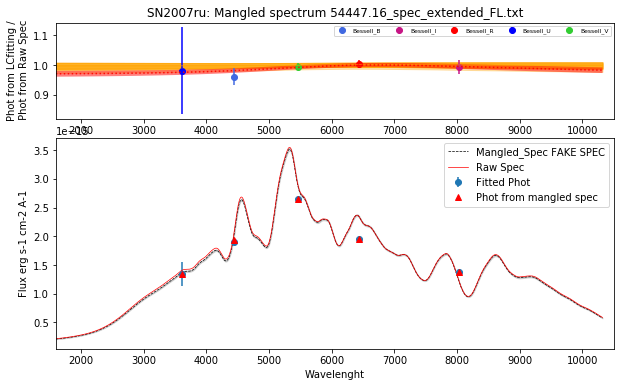 SN2007ru: Mangled spectrum 54447.16_spec_extended_FL.txt
Phot from LCfitting /
Phot from Raw Spec
1.1
1.0
0.9
Bessell_B
Bessell_I
Bessell_R
Bessell_U
Bessell_V
2000 3000 4000 5000 6000 7000 8000 9000 10000
Flux erg s-1 cm-2 A-1
3.5
3.0
2.5
2.0
1.5
1.0
0.5
Mangled_Spec FAKE SPEC
Raw Spec
Fitted Phot
Phot from mangled spec
2000 3000 4000 5000 6000 7000 8000 9000 10000
Wavelenght